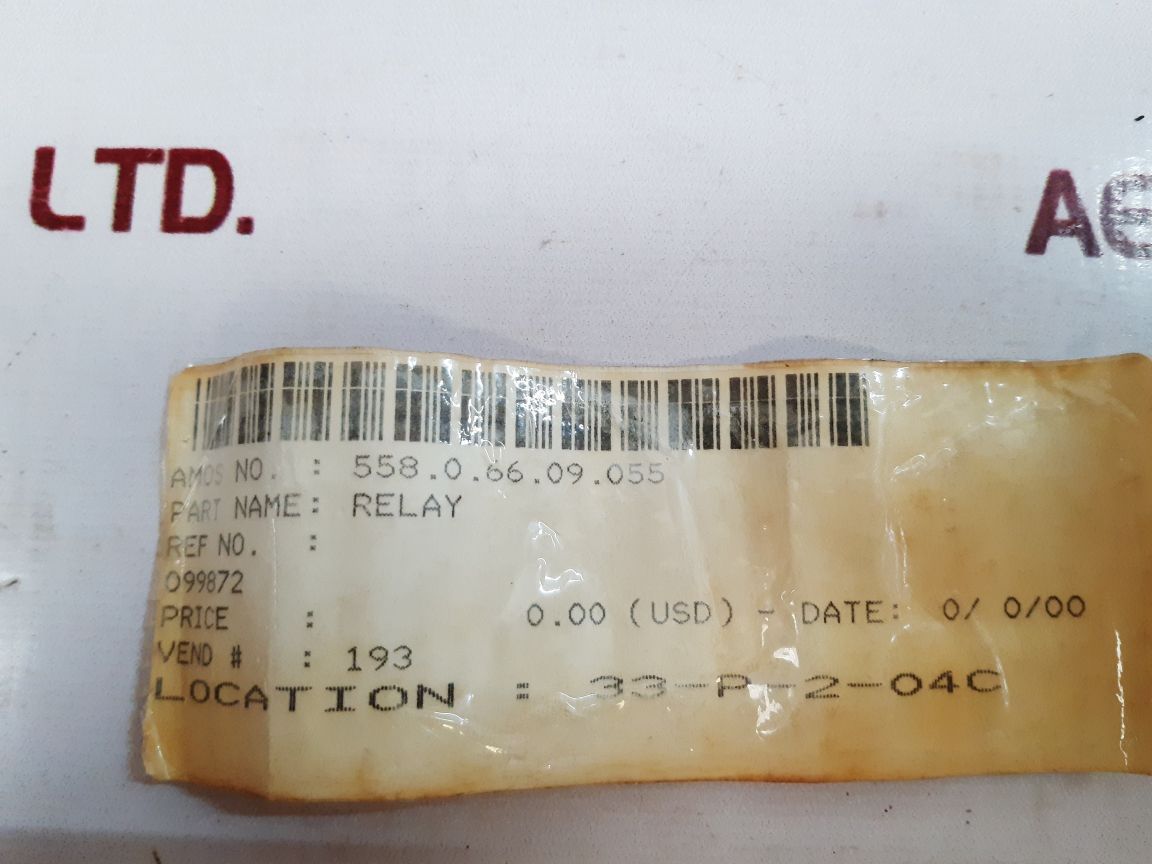 LTD.
AMOS NO. : 558.0.66.09.055
PART NAME : RELAY
REF NO. :
099872
PRICE : 0.00 (USD) - DATE: 0/ 0/00
VEND # : 193
LOCATION : 33-P-2-04C